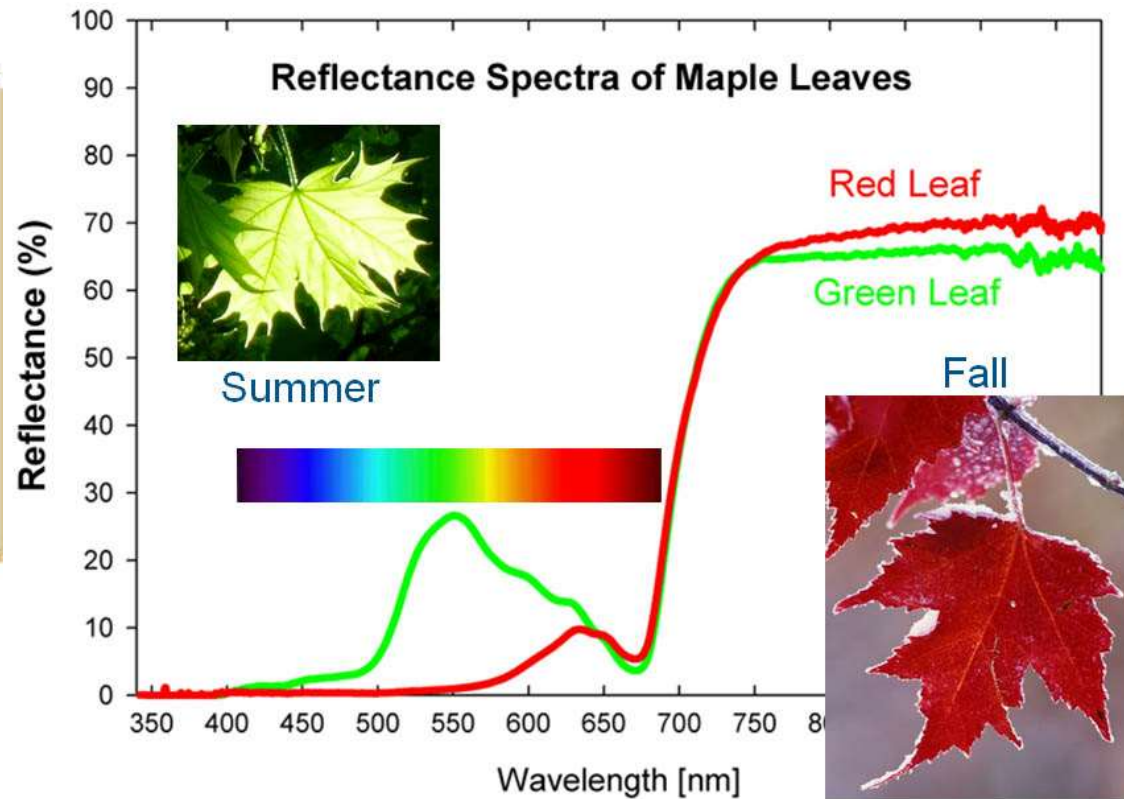 Reflectance Spectra of Maple Leaves
100
90
80
70
60
50
40
30
20
10
0
Reflectance (%)
Red Leaf
Green Leaf
Summer
Fall
350 400 450 500 550 600 650 700 750
Wavelength [nm]